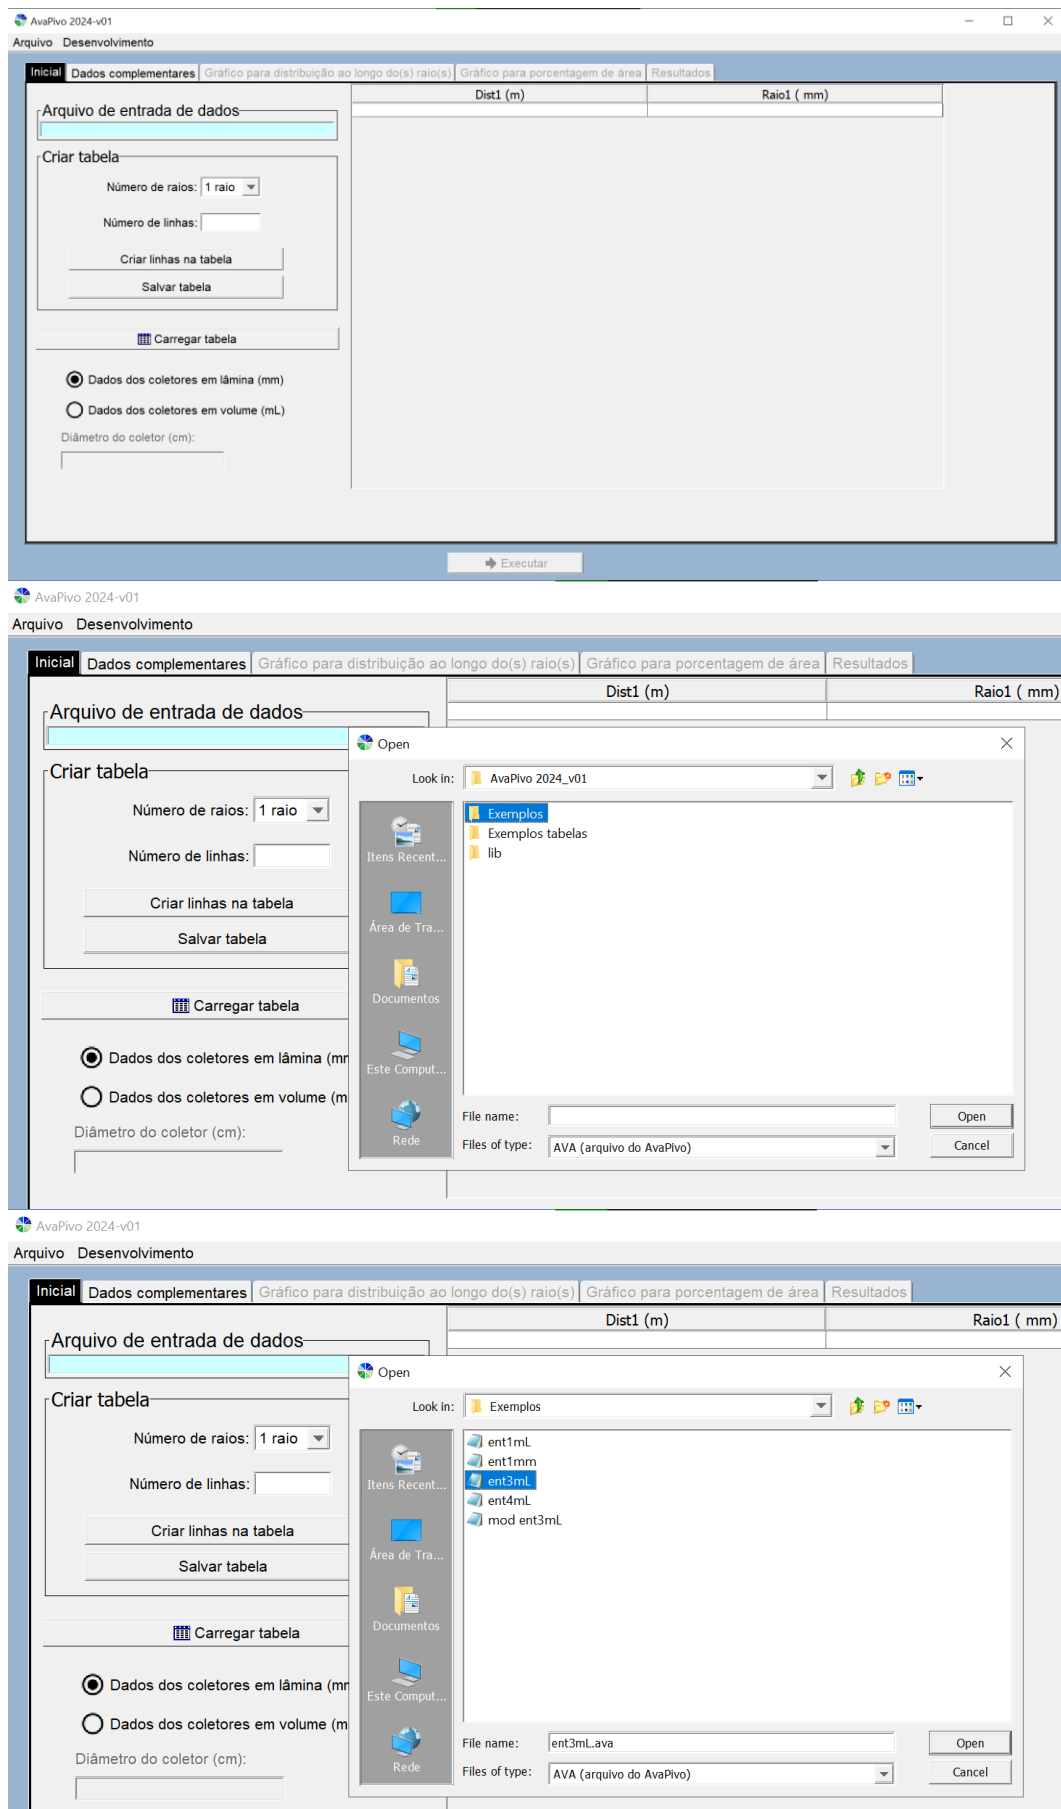 AvaPivo 2024-v01
Arquivo Desenvolvimento
Inicial Dados complementares Gráfico para distribuição ao longo do(s) raio(s) Gráfico para porcentagem de área Resultados
Dist1 (m) Raio1 ( mm)
Arquivo de entrada de dados
Criar tabela
Número de raios: 1 raio
Número de linhas:
Criar linhas na tabela
Salvar tabela
Carregar tabela
Dados dos coletores em lâmina (mm)
Dados dos coletores em volume (mL)
Diâmetro do coletor (cm):
Executar
AvaPivo 2024-v01
Arquivo Desenvolvimento
Inicial Dados complementares Gráfico para distribuição ao longo do(s) raio(s) Gráfico para porcentagem de área Resultados
Dist1 (m) Raio1 ( mm)
Arquivo de entrada de dados
Criar tabela
Número de raios: 1 raio
Número de linhas:
Criar linhas na tabela
Salvar tabela
Carregar tabela
Dados dos coletores em lâmina (mm
Dados dos coletores em volume (m
Diâmetro do coletor (cm):
Open
Look in: AvaPivo 2024_v01
Itens Recent...
Área de Tra...
Documentos
Este Comput...
Rede
Exemplos
Exemplos tabelas
lib
File name: Open
Files of type: AVA (arquivo do AvaPivo) Cancel
AvaPivo 2024-v01
Arquivo Desenvolvimento
Inicial Dados complementares Gráfico para distribuição ao longo do(s) raio(s) Gráfico para porcentagem de área Resultados
Dist1 (m) Raio1 ( mm)
Arquivo de entrada de dados
Criar tabela
Número de raios: 1 raio
Número de linhas:
Criar linhas na tabela
Salvar tabela
Carregar tabela
Dados dos coletores em lâmina (mm
Dados dos coletores em volume (m
Diâmetro do coletor (cm):
Open
Look in: Exemplos
Itens Recent...
Área de Tra...
Documentos
Este Comput...
Rede
ent1mL
ent1mm
ent3mL
ent4mL
mod ent3mL
File name: ent3mL.ava Open
Files of type: AVA (arquivo do AvaPivo) Cancel